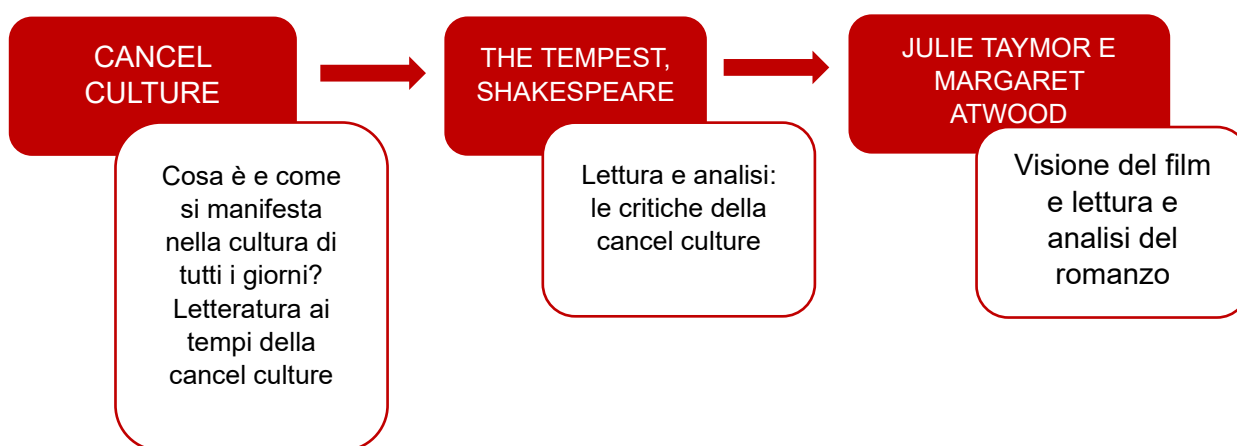 CANCEL
CULTURE
Cosa è e come
si manifesta
nella cultura di
tutti i giorni?
Letteratura ai
tempi della
cancel culture
THE TEMPEST,
SHAKESPEARE
Lettura e analisi:
le critiche della
cancel culture
JULIE TAYMOR E
MARGARET
ATWOOD
Visione del film
e lettura e
analisi del
romanzo